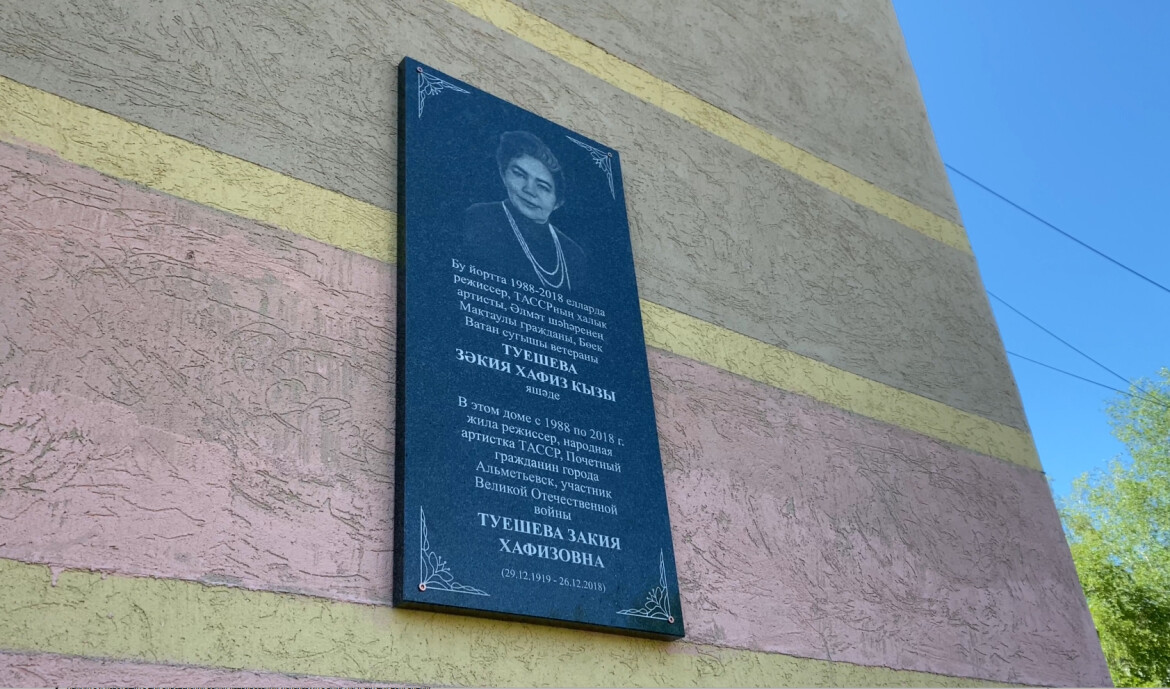 Бу йортта 1988-2018 елларда
режиссер, ТАССРның халык
артисты, Әлмәт шәһәренең
Мактаулы гражданы, Бөек
Ватан сугышы ветераны
ТУЕШЕВА
ЗӘКИЯ ХАФИЗ КЫЗЫ
яшәде
В этом доме с 1988 по 2018 г.
жила режиссер, народная
артистка ТАССР, Почетный
гражданин города
Альметьевск, участник
Великой Отечественной
войны
ТУЕШЕВА ЗАКИЯ
ХАФИЗОВНА
(29.12.1919 - 26.12.2018)